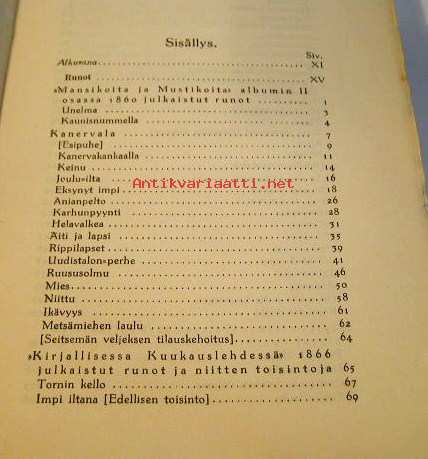 Sisällys.
Siv.
Alkusana XI
Runot XV
»Mansikoita ja Mustikoita» albumin II
osassa 1860 julkaistut runot 1
Unelma 3
Kaunisnummella 4
Kanervala 7
[Esipuhe] 9
Kanervakankaalla 11
Keinu 14
Joulu-ilta 16
Antikvariaatti.net
Eksynyt impi 18
Anianpelto 26
Karhunpyynti 28
Helavalkea 31
Äiti ja lapsi 35
Rippilapset 39
Uudistalon-perhe 41
Ruususolmu 46
Mies 50
Niittu 58
Ikävyys 61
Metsämiehen laulu 62
[Seitsemän veljeksen tilauskehoitus] 64
»Kirjallisessa Kuukauslehdessä» 1866
julkaistut runot ja niitten toisintoja 65
Tornin kello 67
Impi iltana [Edellisen toisinto] 69